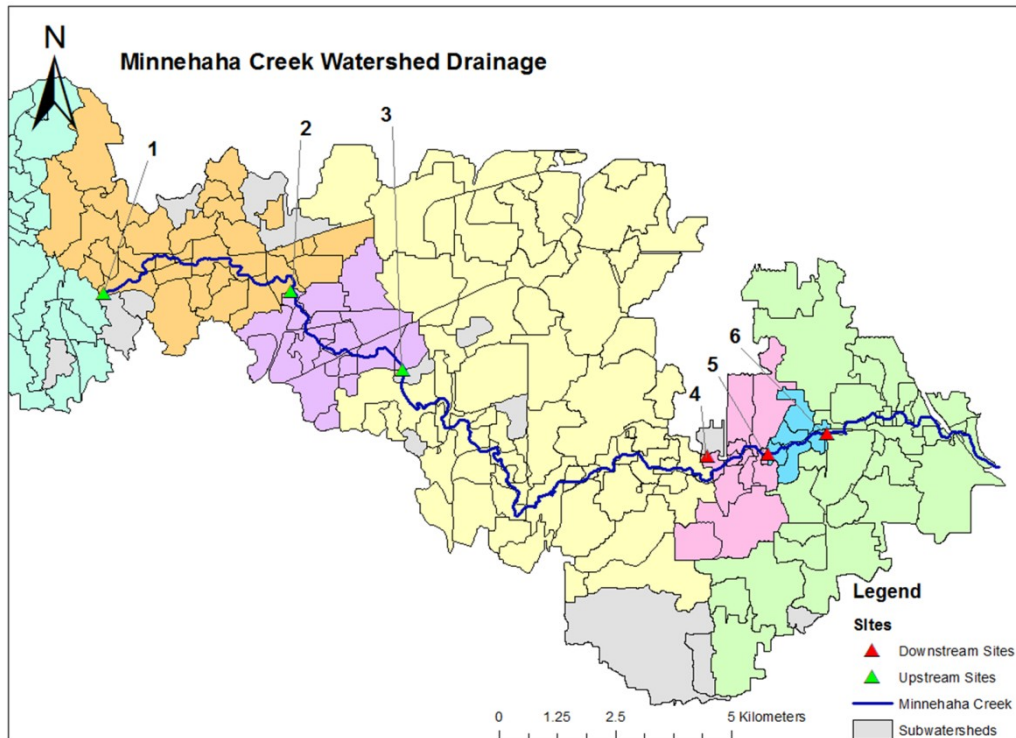 N
Minnehaha Creek Watershed Drainage
1
2
3
4
5
6
Legend
Sites
Downstream Sites
Upstream Sites
Minnehaha Creek
Subwatersheds
0 1.25 2.5 5 Kilometers